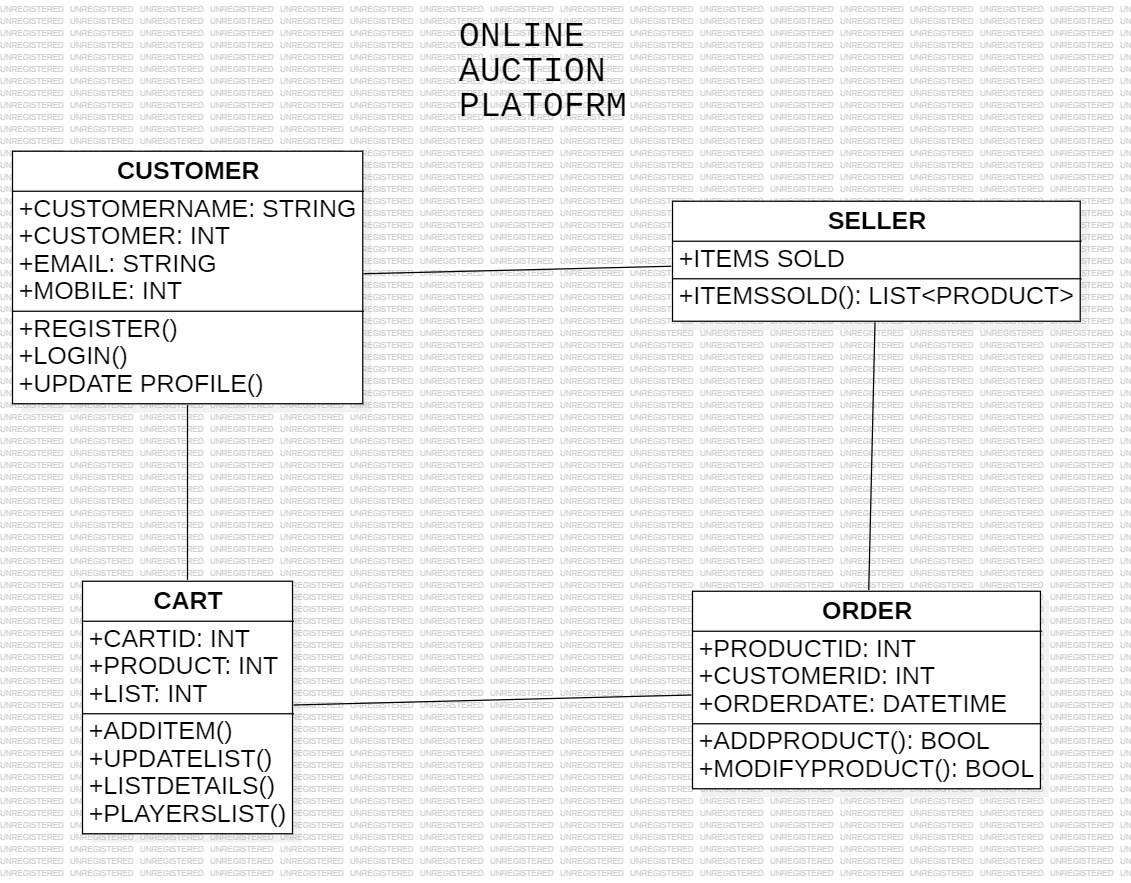 ONLINE
AUCTION
PLATOFRM
CUSTOMER
+CUSTOMERNAME: STRING
+CUSTOMER: INT
+EMAIL: STRING
+MOBILE: INT
+REGISTER()
+LOGIN()
+UPDATE PROFILE()
SELLER
+ITEMS SOLD
+ITEMSSOLD(): LIST<PRODUCT>
CART
+CARTID: INT
+PRODUCT: INT
+LIST: INT
+ADDITEM()
+UPDATELIST()
+LISTDETAILS()
+PLAYERSLIST()
ORDER
+PRODUCTID: INT
+CUSTOMERID: INT
+ORDERDATE: DATETIME
+ADDPRODUCT(): BOOL
+MODIFYPRODUCT(): BOOL
UNREGISTERED